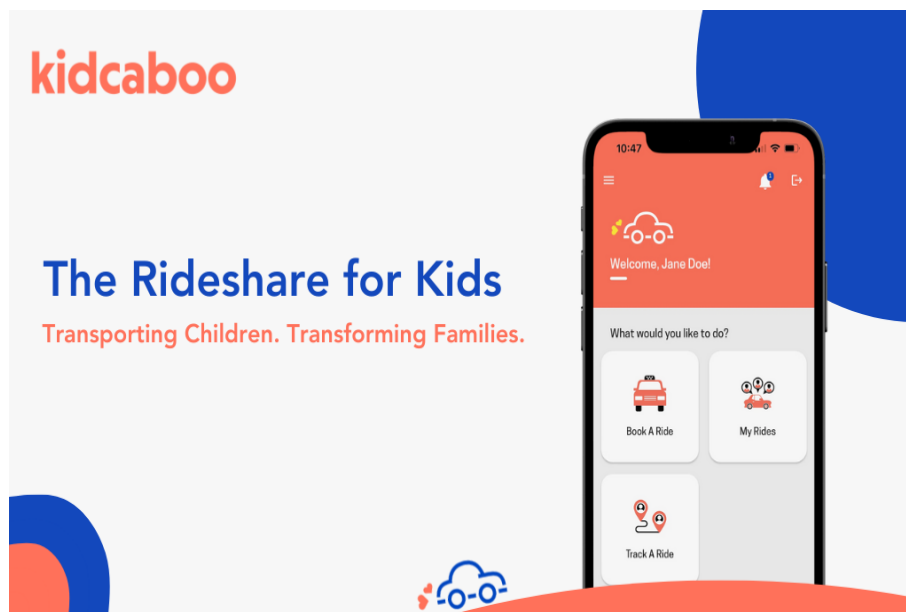 kidcaboo
The Rideshare for Kids
Transporting Children. Transforming Families.
10:47
Welcome, Jane Doe!
What would you like to do?
Book A Ride
My Rides
Track A Ride